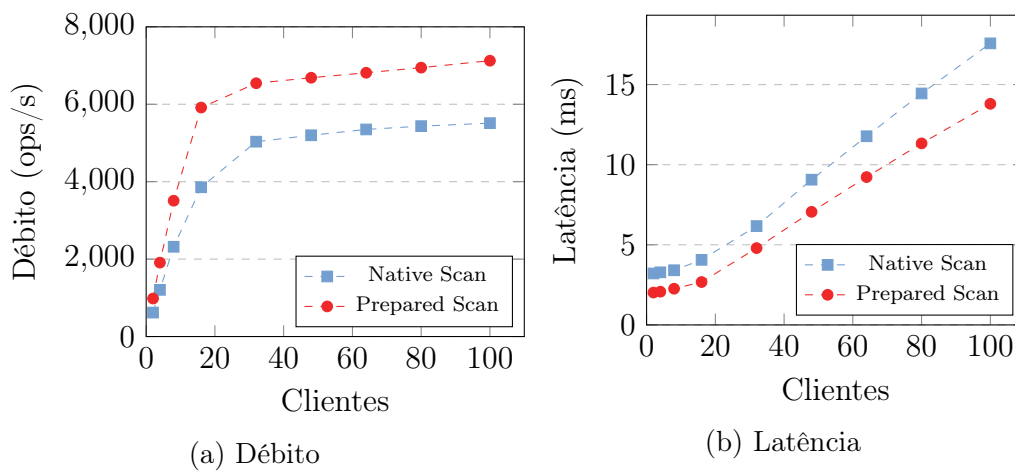 8,000
6,000
4,000
2,000
0
Débito (ops/s)
0 20 40 60 80 100
Clientes
Native Scan
Prepared Scan
(a) Débito
15
10
5
0
Latência (ms)
0 20 40 60 80 100
Clientes
Native Scan
Prepared Scan
(b) Latência